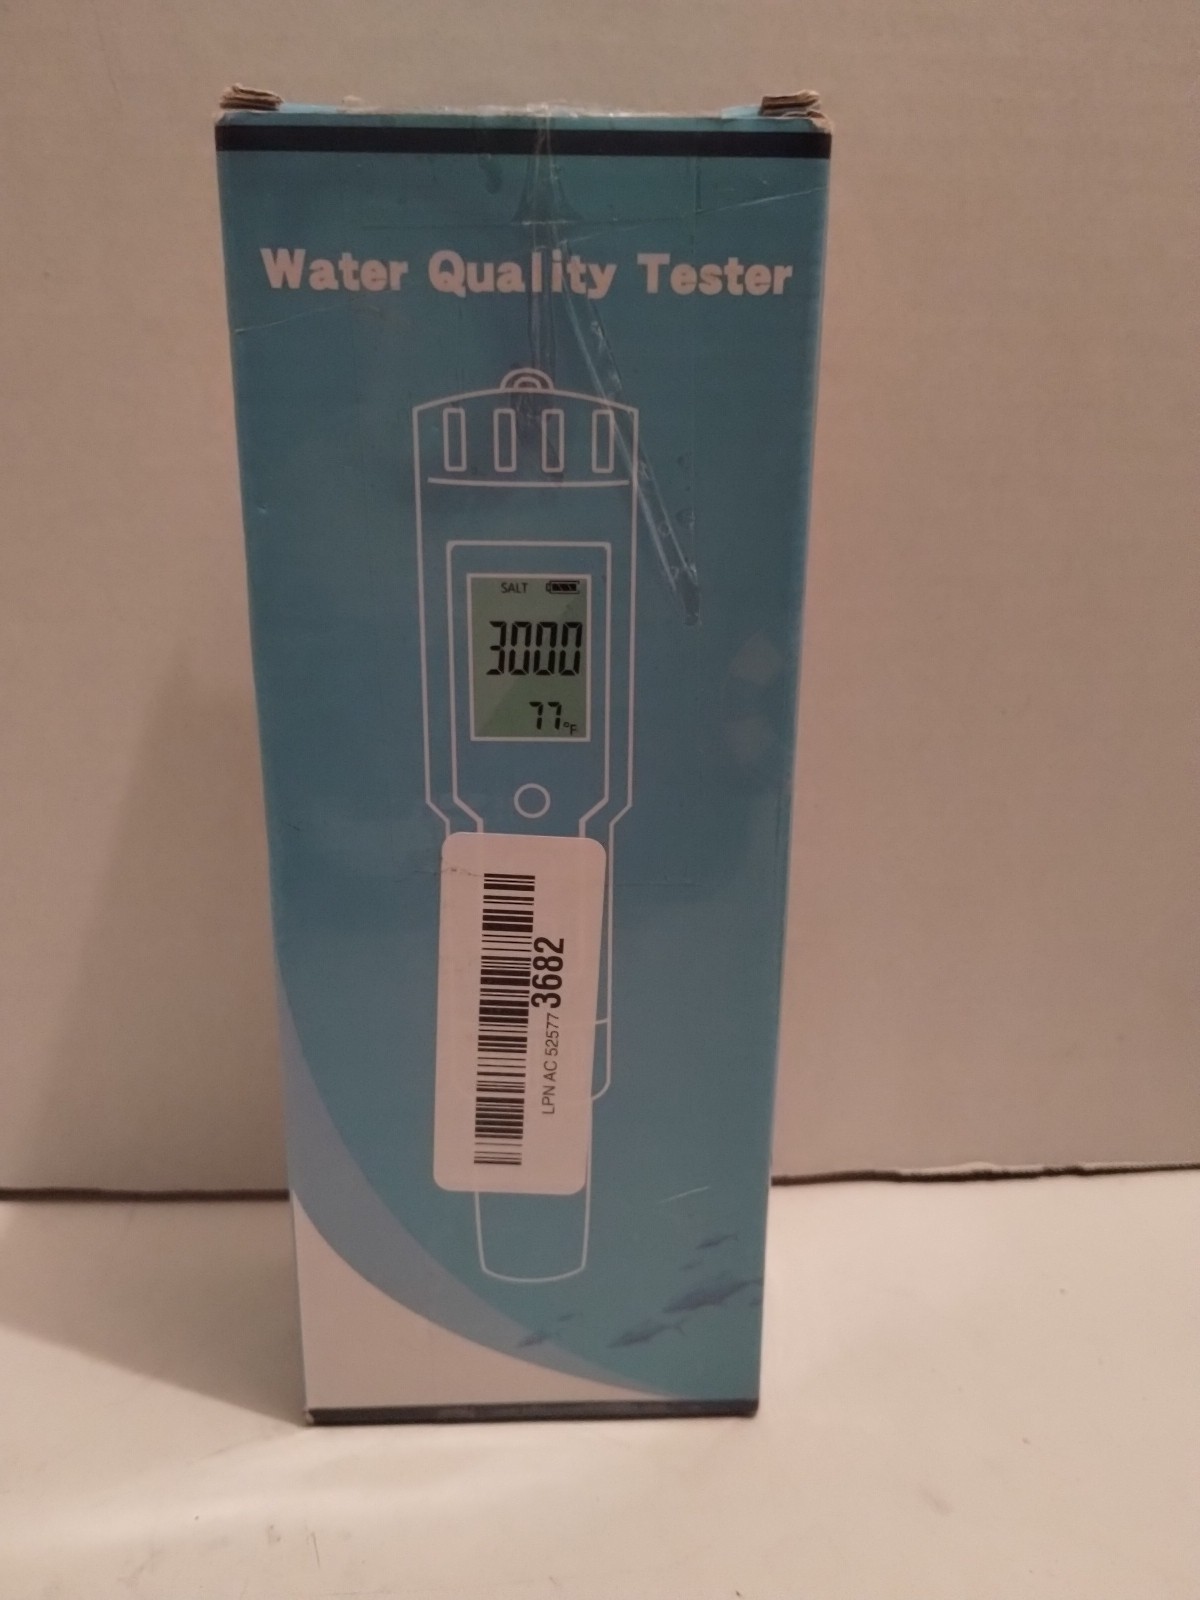 Water Quality Tester
SALT
3000
77°F
LPN AC 52577 3682